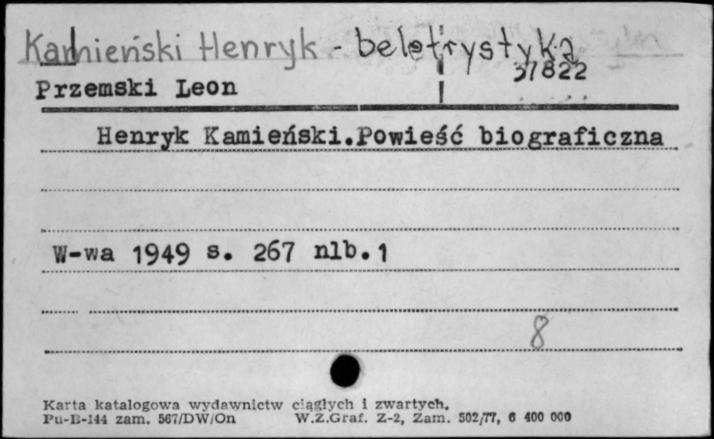 Kamieński Henryk - beletrystyka
37822
Przemski Leon
Henryk Kamieński.Powieść biograficzna
W-wa 1949 s. 267 nlb.1
8
Karta katalogowa wydawnictw ciągłych i zwartych.
Pu-B-144 zam. 567/DW/On W.Z.Graf. Z-2, Zam. 502/77, 6 400 000